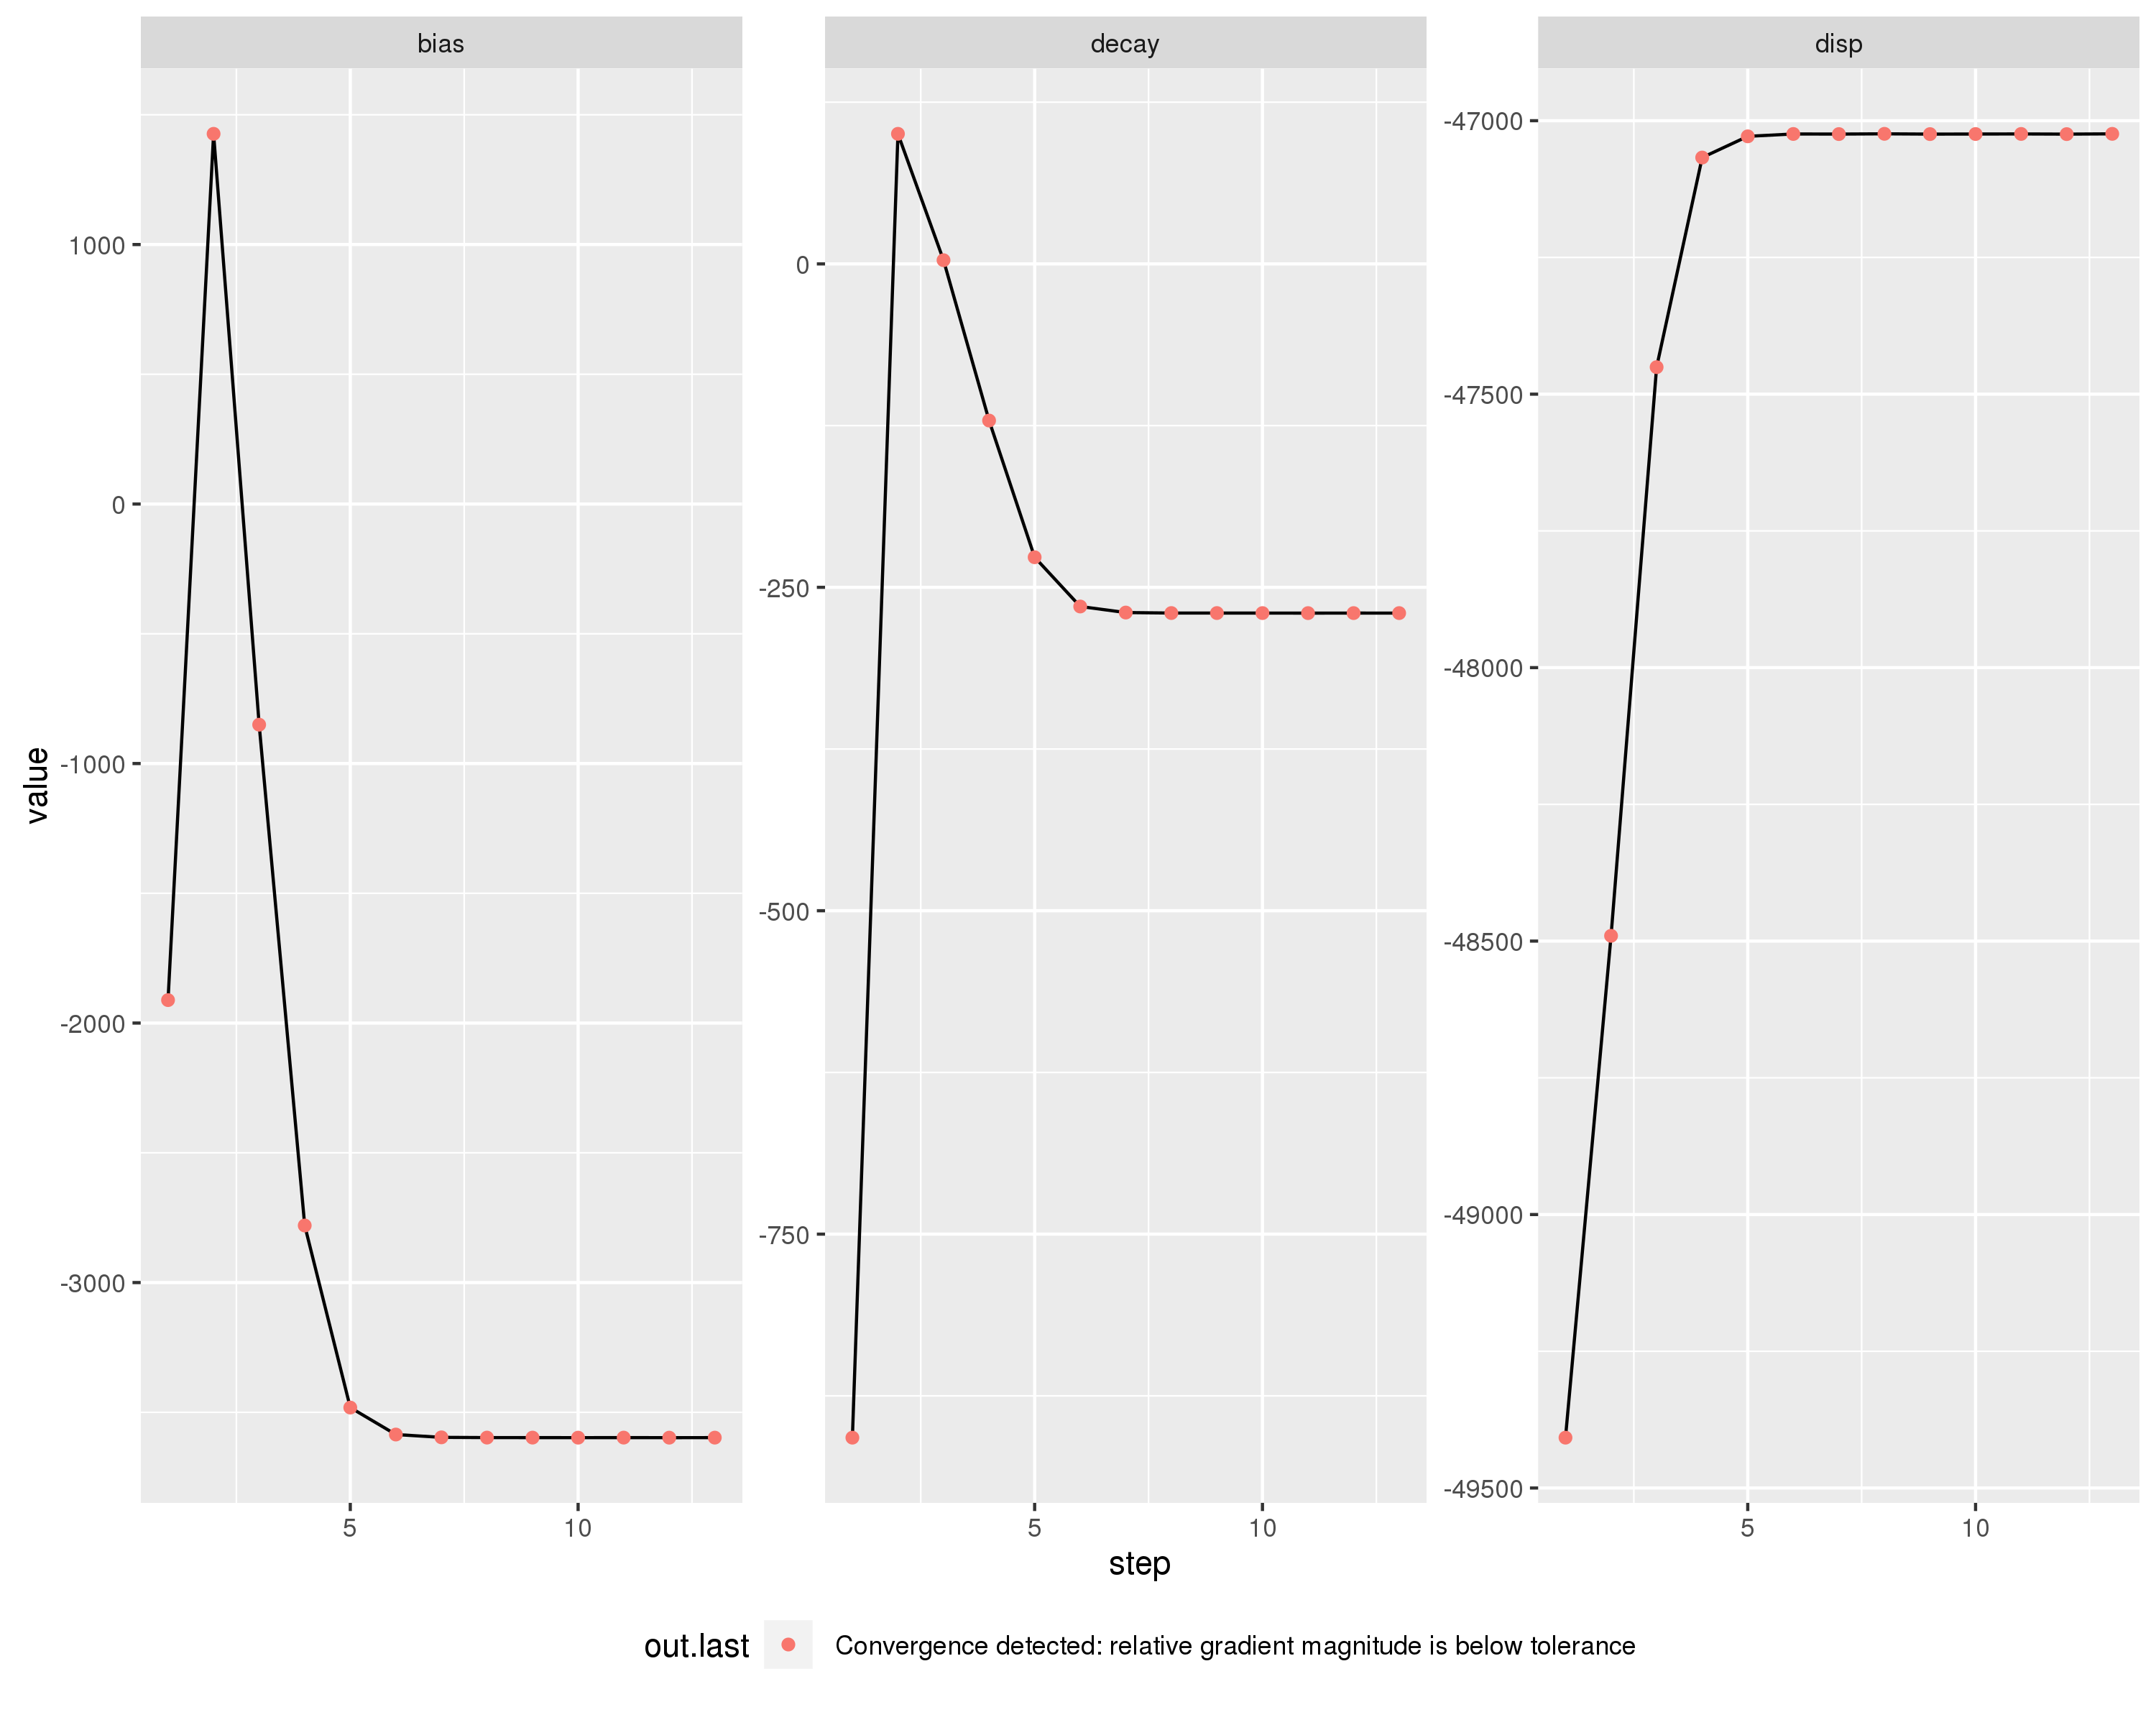 bias
decay
disp
value
1000
0
-1000
-2000
-3000
0
-250
-500
-750
-47000
-47500
-48000
-48500
-49000
-49500
5 10 5 10 5 10
step
out.last Convergence detected: relative gradient magnitude is below tolerance